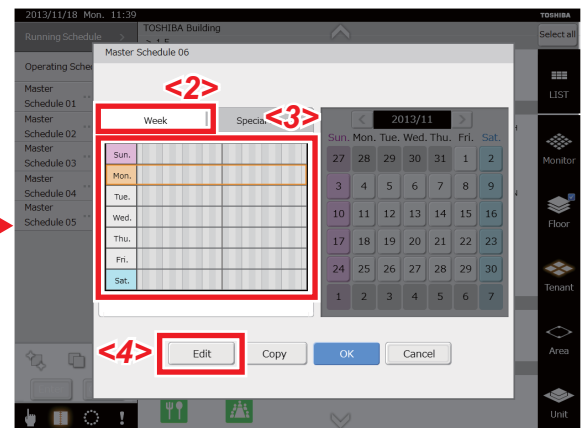 2013/11/18 Mon. 11:39
TOSHIBA
Running Schedule >
TOSHIBA Building
> 1.5
Select all
Master Schedule 06
Operating Sched
<2>
Master
Schedule 01
Week
Special
<3>
< 2013/11 >
LIST
Master
Schedule 02
Sun. Mon. Tue. Wed. Thu. Fri. Sat.
Master
Schedule 03
Sun.
27 28 29 30 31 1 2
Monitor
Master
Schedule 04
Mon.
3 4 5 6 7 8 9
Tue.
Master
Schedule 05
Wed.
10 11 12 13 14 15 16
Floor
Thu.
17 18 19 20 21 22 23
Fri.
24 25 26 27 28 29 30
Sat.
1 2 3 4 5 6 7
Tenant
<4>
Edit
Copy
OK
Cancel
Area
Unit